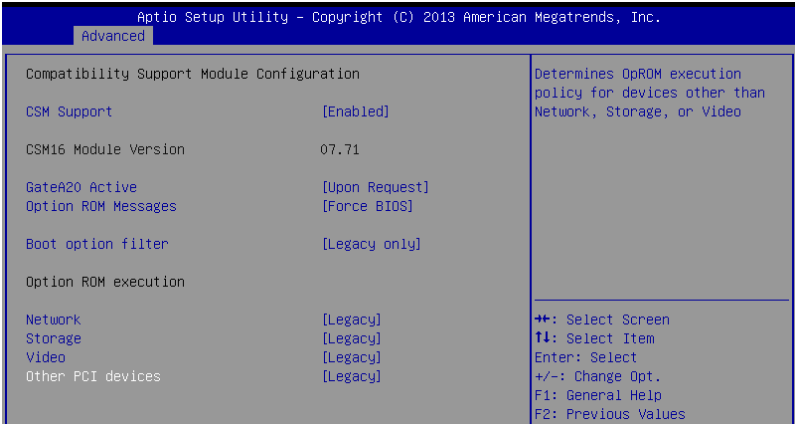 Aptio Setup Utility – Copyright (C) 2013 American Megatrends, Inc.
Advanced
Compatibility Support Module Configuration
CSM Support [Enabled]
CSM16 Module Version 07.71
GateA20 Active [Upon Request]
Option ROM Messages [Force BIOS]
Boot option filter [Legacy only]
Option ROM execution
Network [Legacy]
Storage [Legacy]
Video [Legacy]
Other PCI devices [Legacy]
Determines OpROM execution
policy for devices other than
Network, Storage, or Video
→←: Select Screen
↑↓: Select Item
Enter: Select
+/-: Change Opt.
F1: General Help
F2: Previous Values